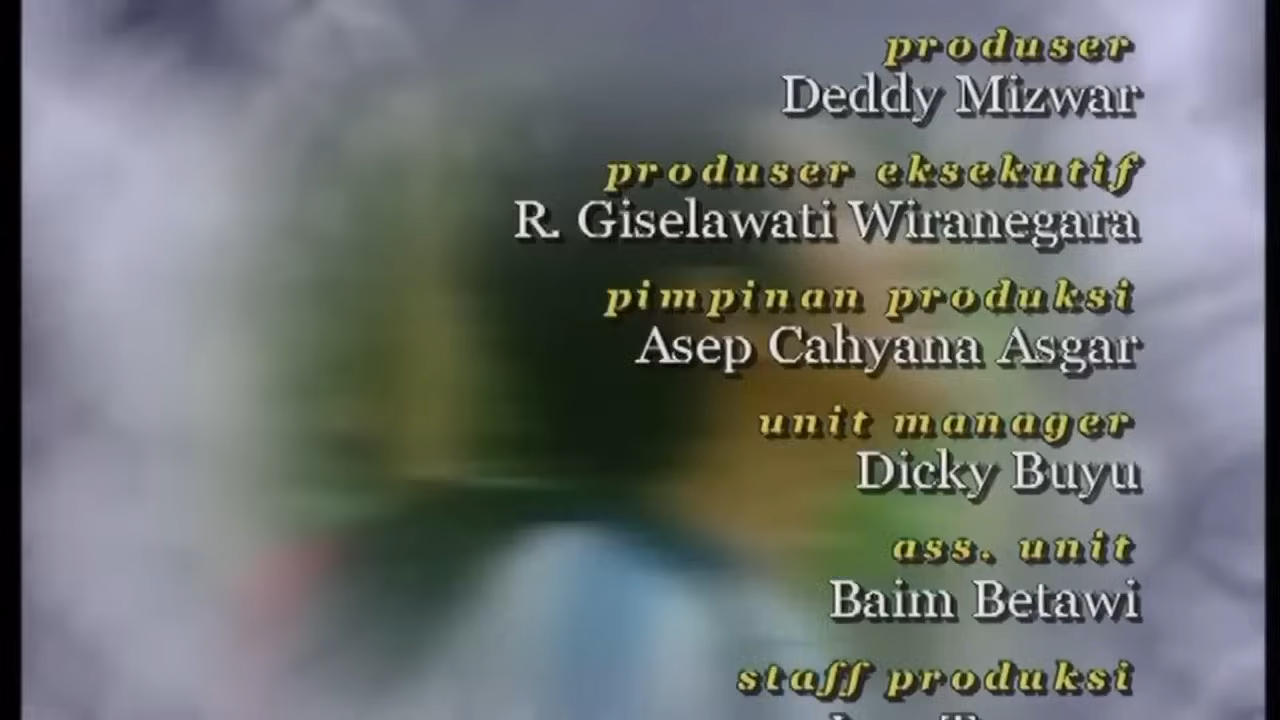 produser
Deddy Mizwar
produser eksekutif
R. Giselawati Wiranegara
pimpinan produksi
Asep Cahyana Asgar
unit manager
Dicky Buyu
ass. unit
Baim Betawi
staff produksi